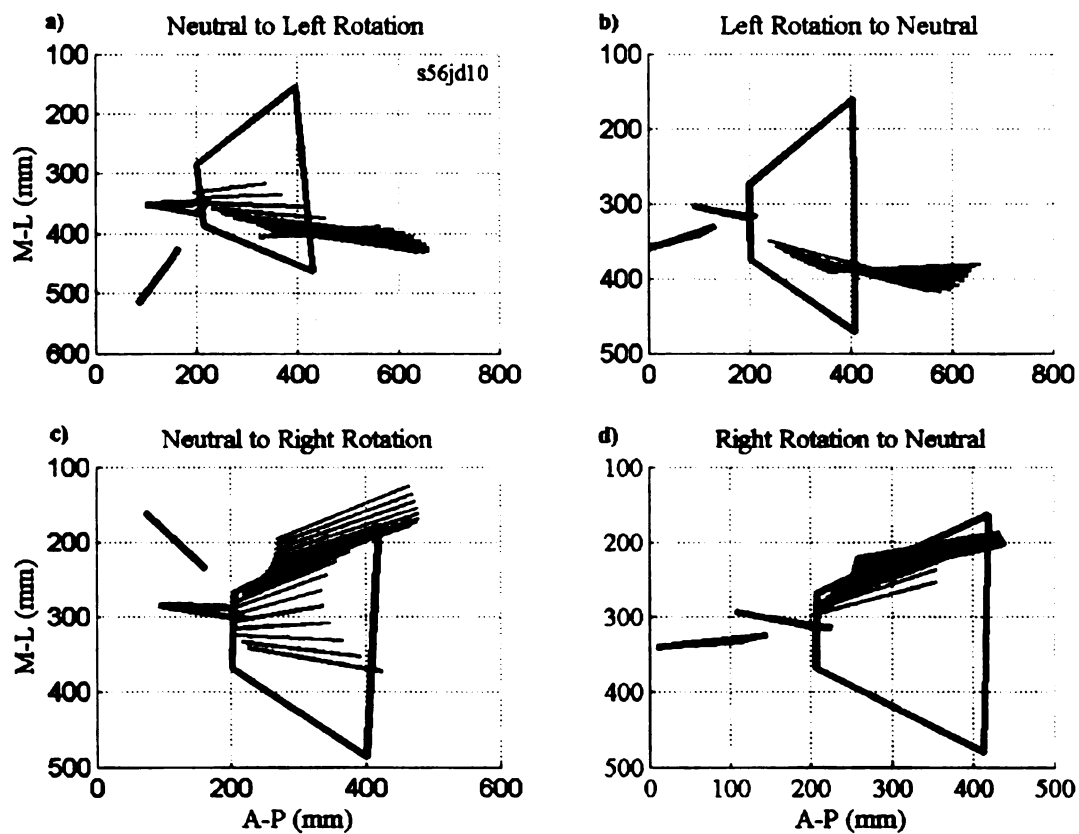 a) Neutral to Left Rotation
s56jd10
M-L (mm)
100
200
300
400
500
600
0 200 400 600 800
b) Left Rotation to Neutral
100
200
300
400
500
0 200 400 600 800
c) Neutral to Right Rotation
M-L (mm)
100
200
300
400
500
0 200 400 600
A-P (mm)
d) Right Rotation to Neutral
100
200
300
400
500
0 100 200 300 400 500
A-P (mm)